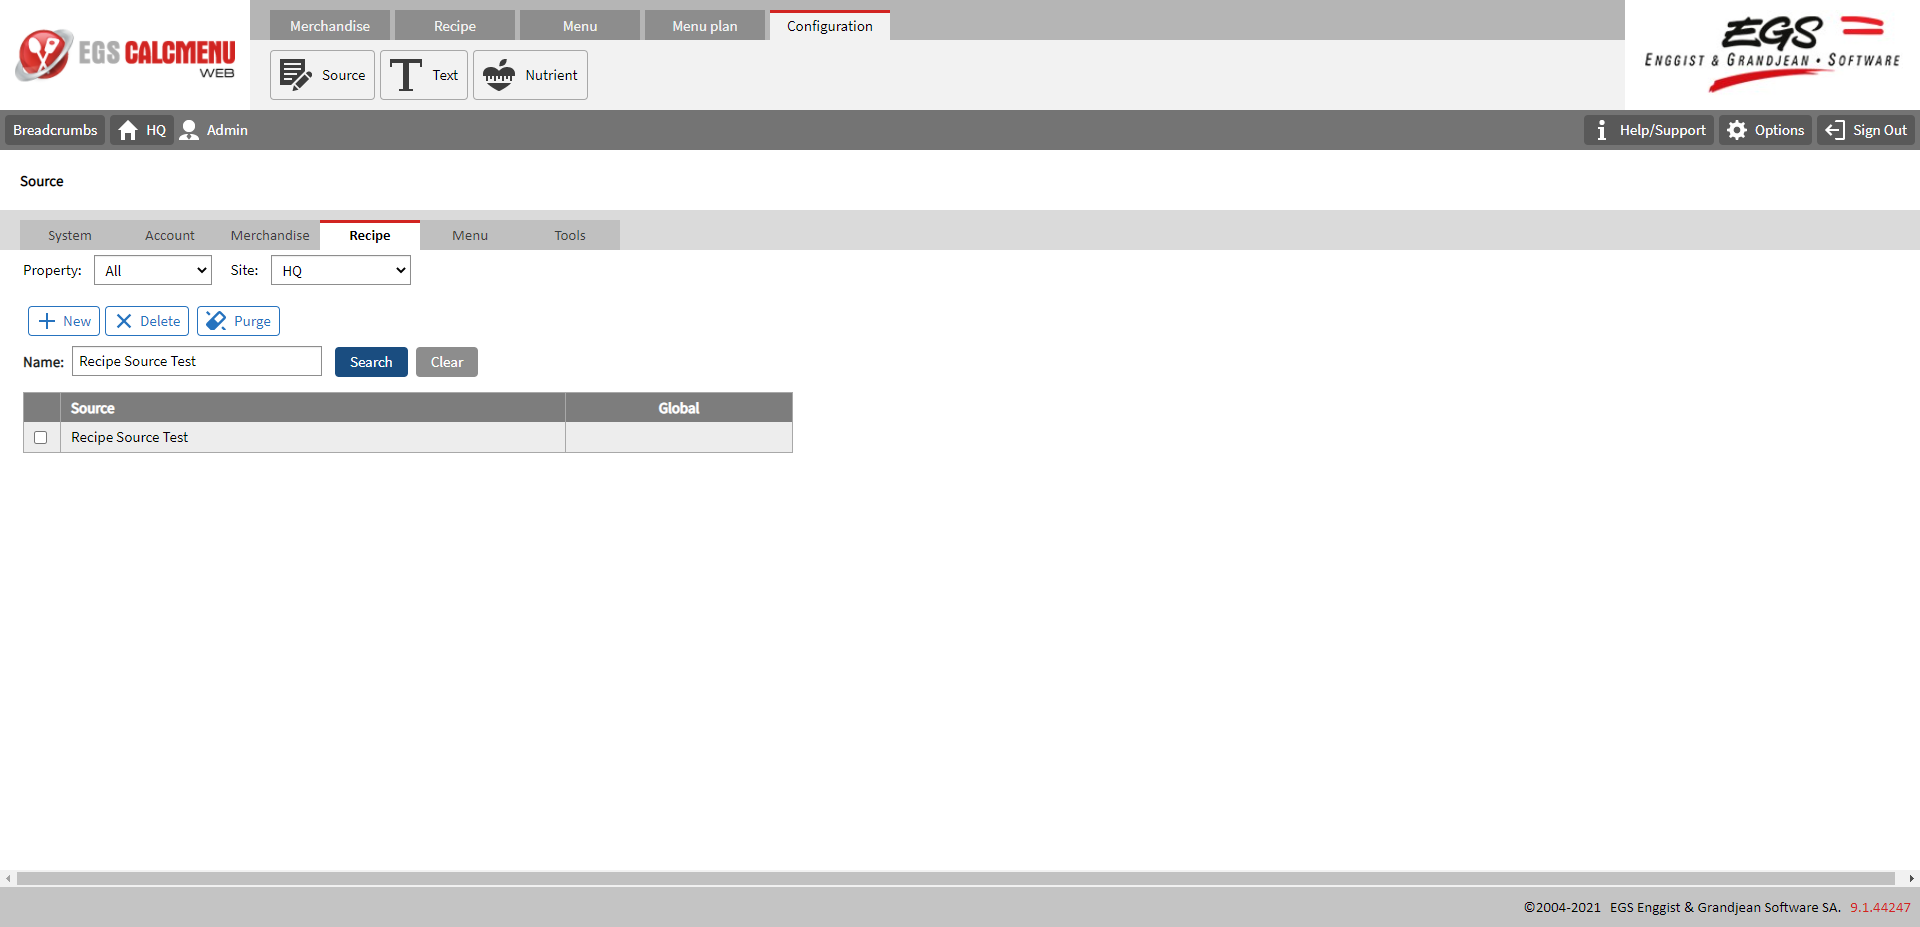 EGS CALCMENU
WEB
Merchandise Recipe Menu Menu plan Configuration
Source Text Nutrient
EGS
ENGGIST & GRANDJEAN • SOFTWARE
Breadcrumbs HQ Admin Help/Support Options Sign Out
Source
System Account Merchandise Recipe Menu Tools
Property: All Site: HQ
New Delete Purge
Name: Recipe Source Test Search Clear
Source Global
Recipe Source Test
©2004-2021 EGS Enggist & Grandjean Software SA. 9.1.44247